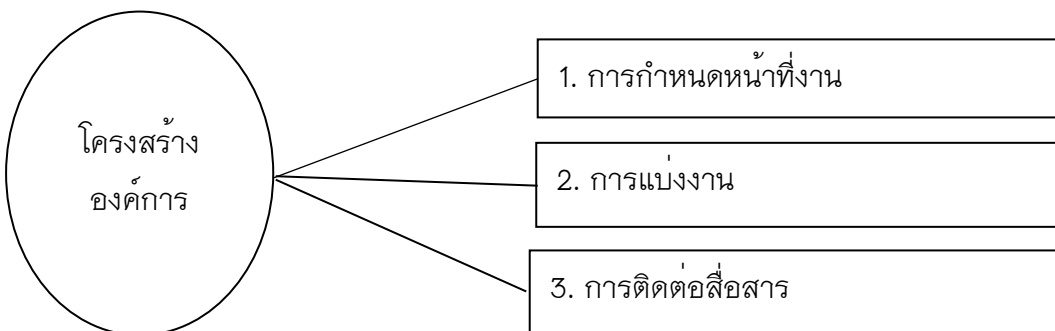 โครงสร้าง
องค์การ
1. การกำหนดหน้าที่งาน
2. การแบ่งงาน
3. การติดต่อสื่อสาร